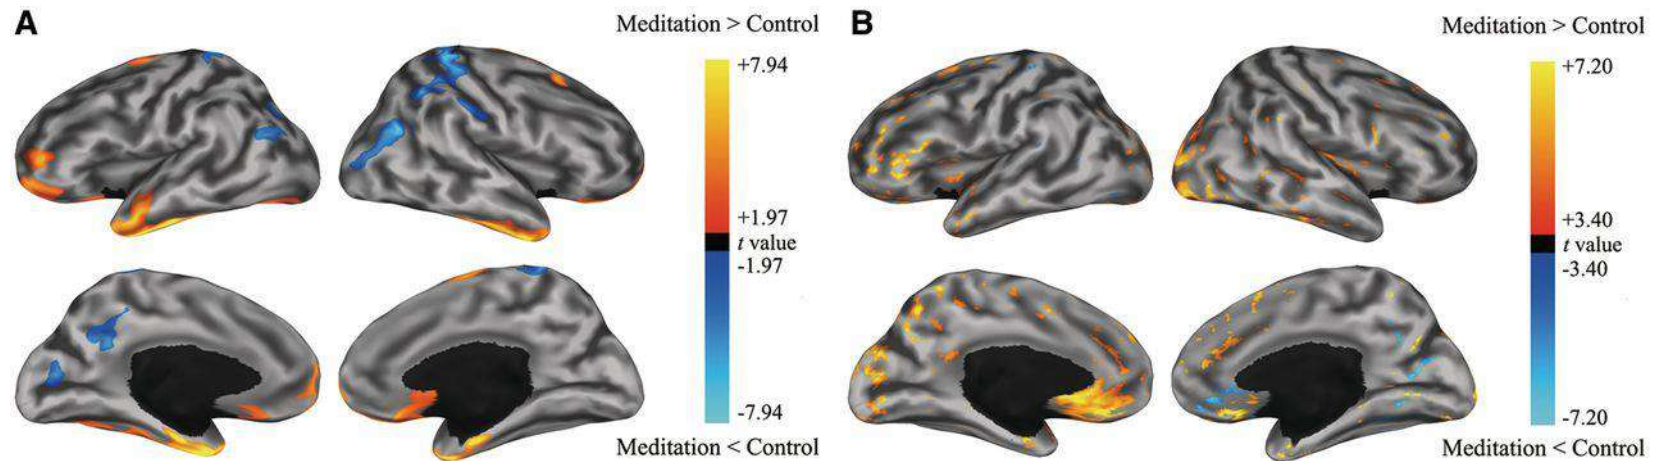 A
Meditation > Control
+7.94
+1.97
t value
-1.97
-7.94
Meditation < Control
B
Meditation > Control
+7.20
+3.40
t value
-3.40
-7.20
Meditation < Control